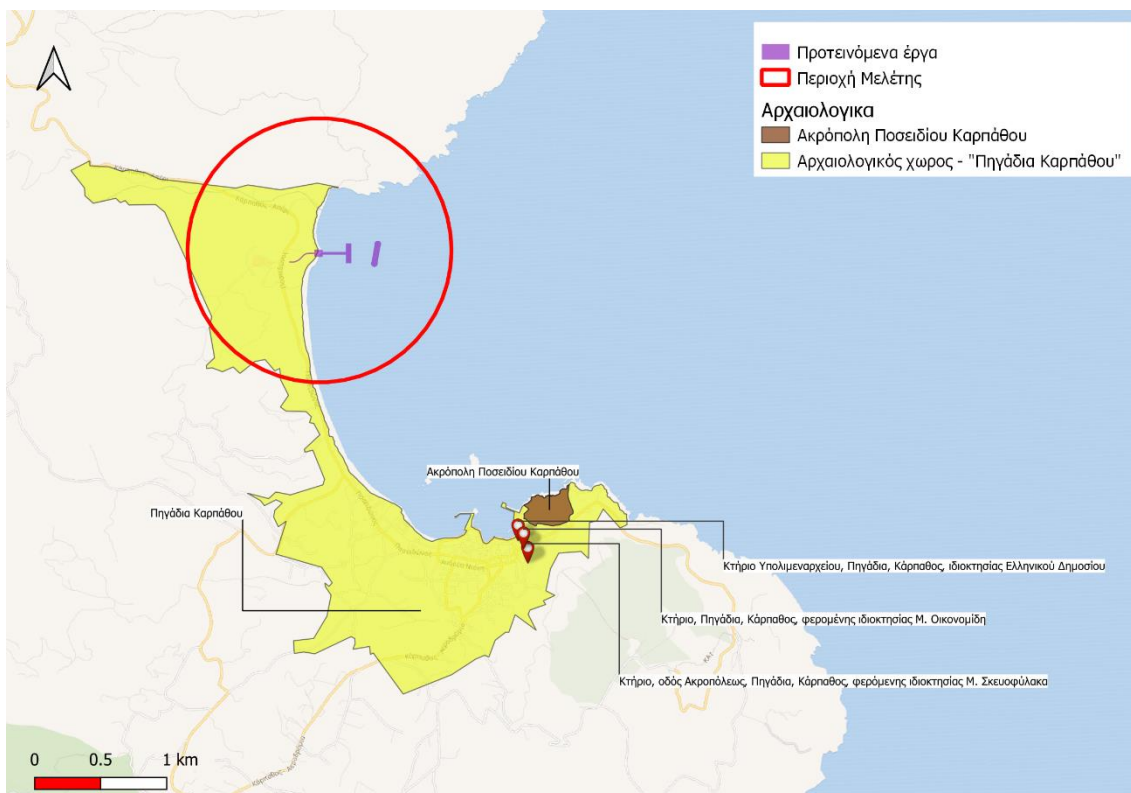 Προτεινόμενα έργα
Περιοχή Μελέτης
Αρχαιολογικα
Ακρόπολη Ποσειδίου Καρπάθου
Αρχαιολογικός χωρος - "Πηγάδια Καρπάθου"
Ακρόπολη Ποσειδίου Καρπάθου
Πηγάδια Καρπάθου
Κτήριο Υπολιμεναρχείου, Πηγάδια, Κάρπαθος, ιδιοκτησίας Ελληνικού Δημοσίου
Κτήριο, Πηγάδια, Κάρπαθος, φερομένης ιδιοκτησίας Μ. Οικονομίδη
Κτήριο, οδός Ακροπόλεως, Πηγάδια, Κάρπαθος, φερόμενης ιδιοκτησίας Μ. Σκευοφύλακα
0 0.5 1 km